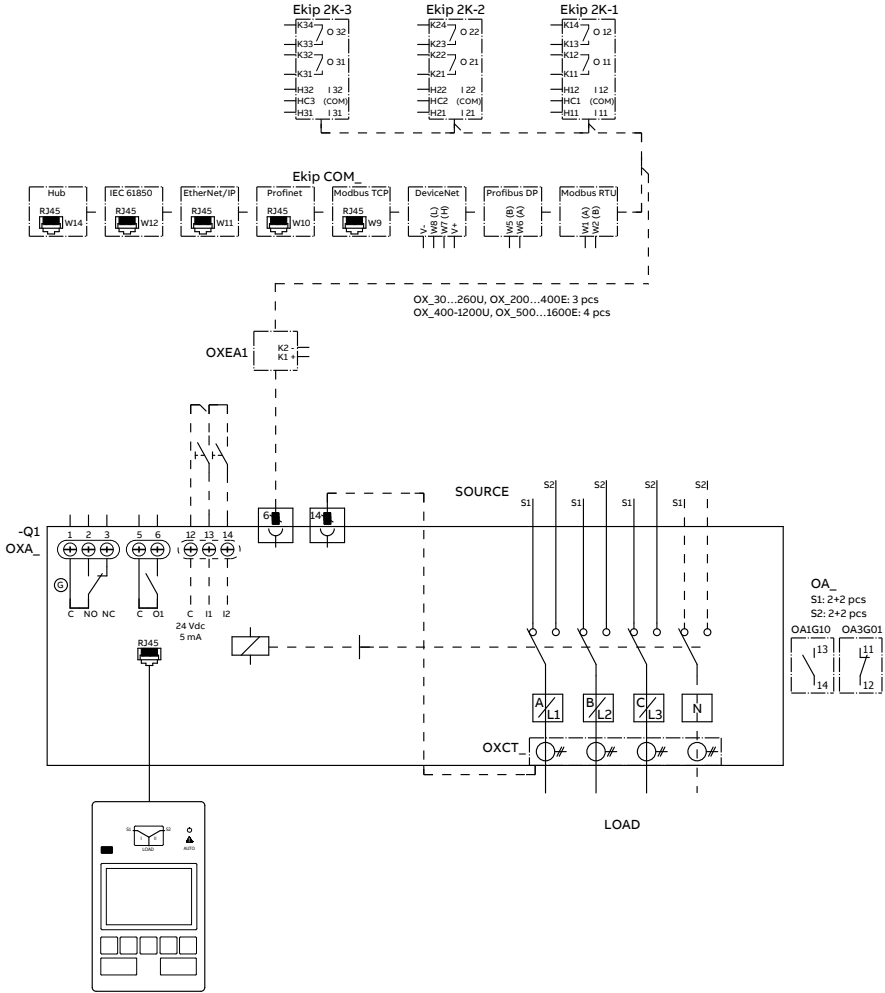 Ekip 2K-3 Ekip 2K-2 Ekip 2K-1
K34 O 32 K24 O 22 K14 O 12
K33 K23 K13
K32 O 31 K22 O 21 K12 O 11
K31 K21 K11
H32 I 32 H22 I 22 H12 I 12
HC3 (COM) HC2 (COM) HC1 (COM)
H31 I 31 H21 I 21 H11 I 11
Ekip COM_
Hub IEC 61850 EtherNet/IP Profinet Modbus TCP DeviceNet Profibus DP Modbus RTU
RJ45 RJ45 RJ45 RJ45 RJ45
W14 W12 W11 W10 W9
V- W8 (L) W7 (H) V+ W5 (B) W6 (A) W1 (A) W2 (B)
OX_30...260U, OX_200...400E: 3 pcs
OX_400-1200U, OX_500...1600E: 4 pcs
OXEA1
K2 -
K1 +
SOURCE
S2 S2 S2 S2
S1 S1 S1 S1
6 14
-Q1
OXA_
1 2 3 5 6 12 13 14
G
C NO NC C O1 C I1 I2
24 Vdc
5 mA
RJ45
OA_
S1: 2+2 pcs
S2: 2+2 pcs
OA1G10 OA3G01
13 11
14 12
A B C N
L1 L2 L3
OXCT_
LOAD
S1 S2
I II
LOAD AUTO